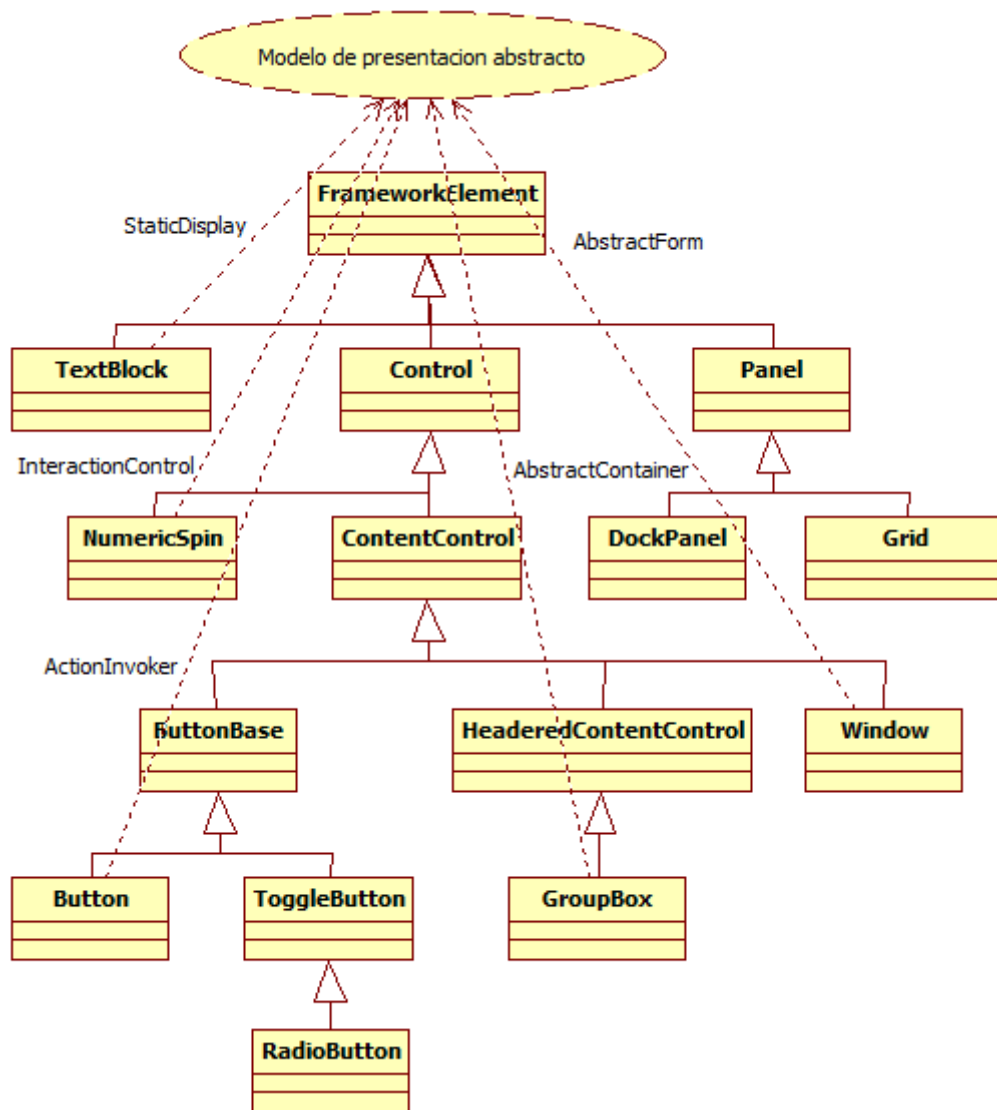 Modelo de presentacion abstracto
FrameworkElement
StaticDisplay
AbstractForm
TextBlock
Control
Panel
InteractionControl
AbstractContainer
NumericSpin
ContentControl
DockPanel
Grid
ActionInvoker
ButtonBase
HeaderedContentControl
Window
Button
ToggleButton
GroupBox
RadioButton